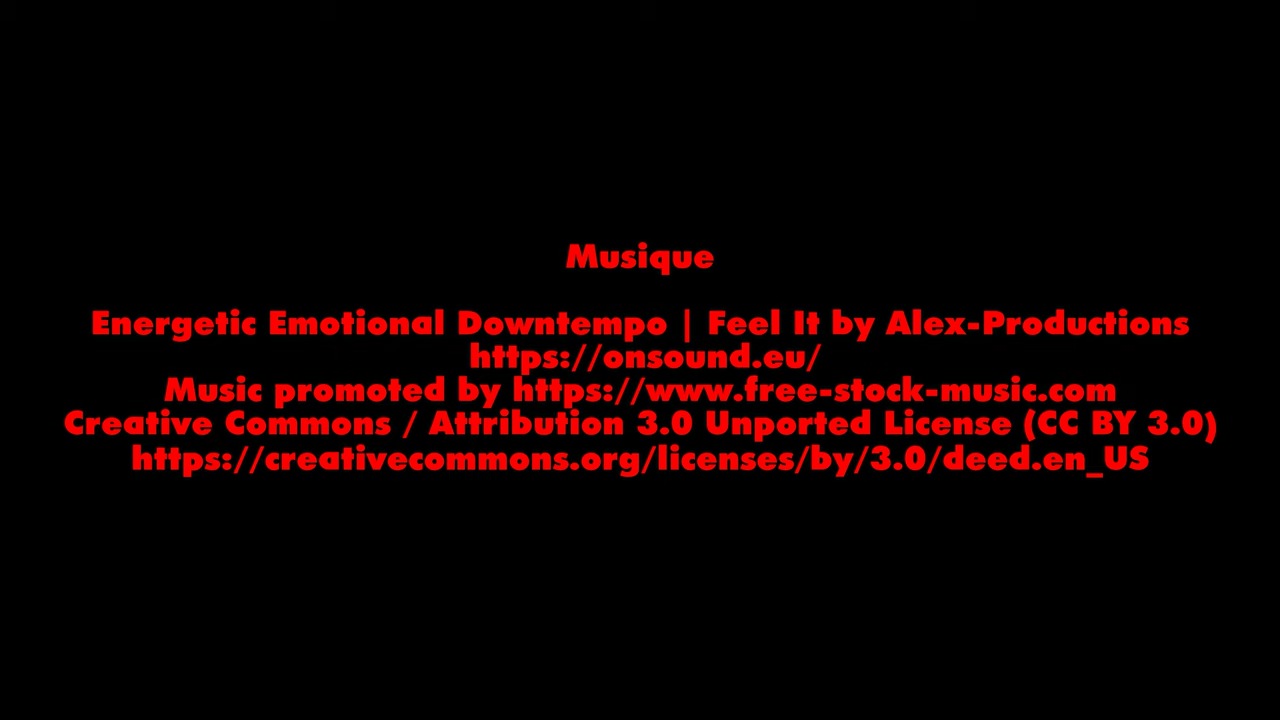 Musique
Energetic Emotional Downtempo | Feel It by Alex-Productions
https://onsound.eu/
Music promoted by https://www.free-stock-music.com
Creative Commons / Attribution 3.0 Unported License (CC BY 3.0)
https://creativecommons.org/licenses/by/3.0/deed.en_US